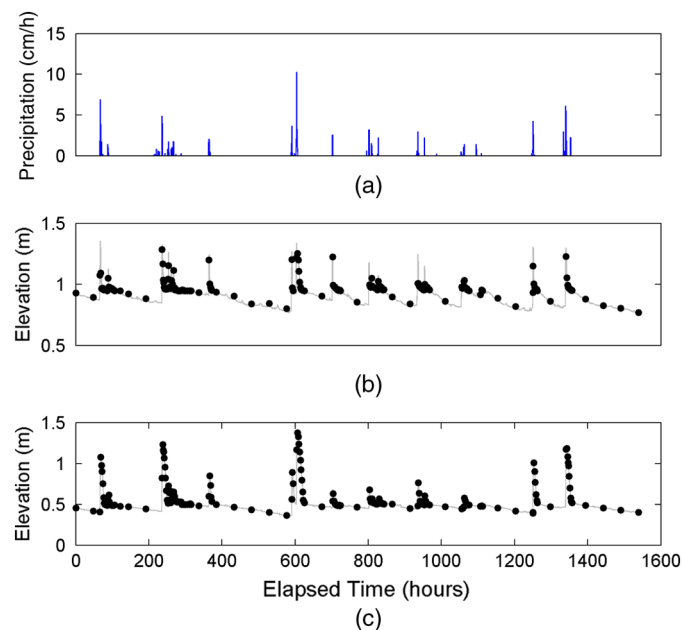 15
10
5
0
Precipitation (cm/h)
(a)
1.5
1
0.5
Elevation (m)
(b)
1.5
1
0.5
0
Elevation (m)
0 200 400 600 800 1000 1200 1400 1600
Elapsed Time (hours)
(c)